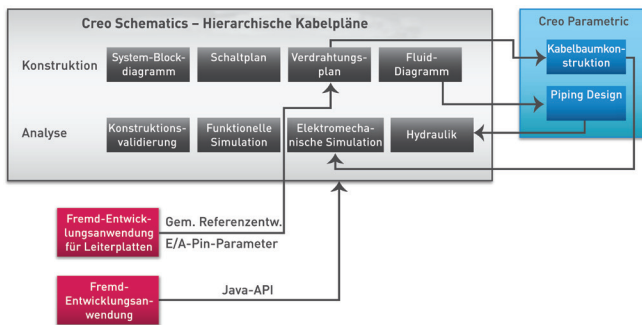 Creo Schematics – Hierarchische Kabelpläne
Creo Parametric
Konstruktion
System-Block-
diagramm
Schaltplan
Verdrahtungs-
plan
Fluid-
Diagramm
Kabelbaumkon-
struktion
Piping Design
Analyse
Konstruktions-
validierung
Funktionelle
Simulation
Elektromecha-
nische Simulation
Hydraulik
Fremd-Entwick-
lungsanwendung
für Leiterplatten
Gem. Referenzentw.
E/A-Pin-Parameter
Fremd-
Entwicklungsan-
wendung
Java-API